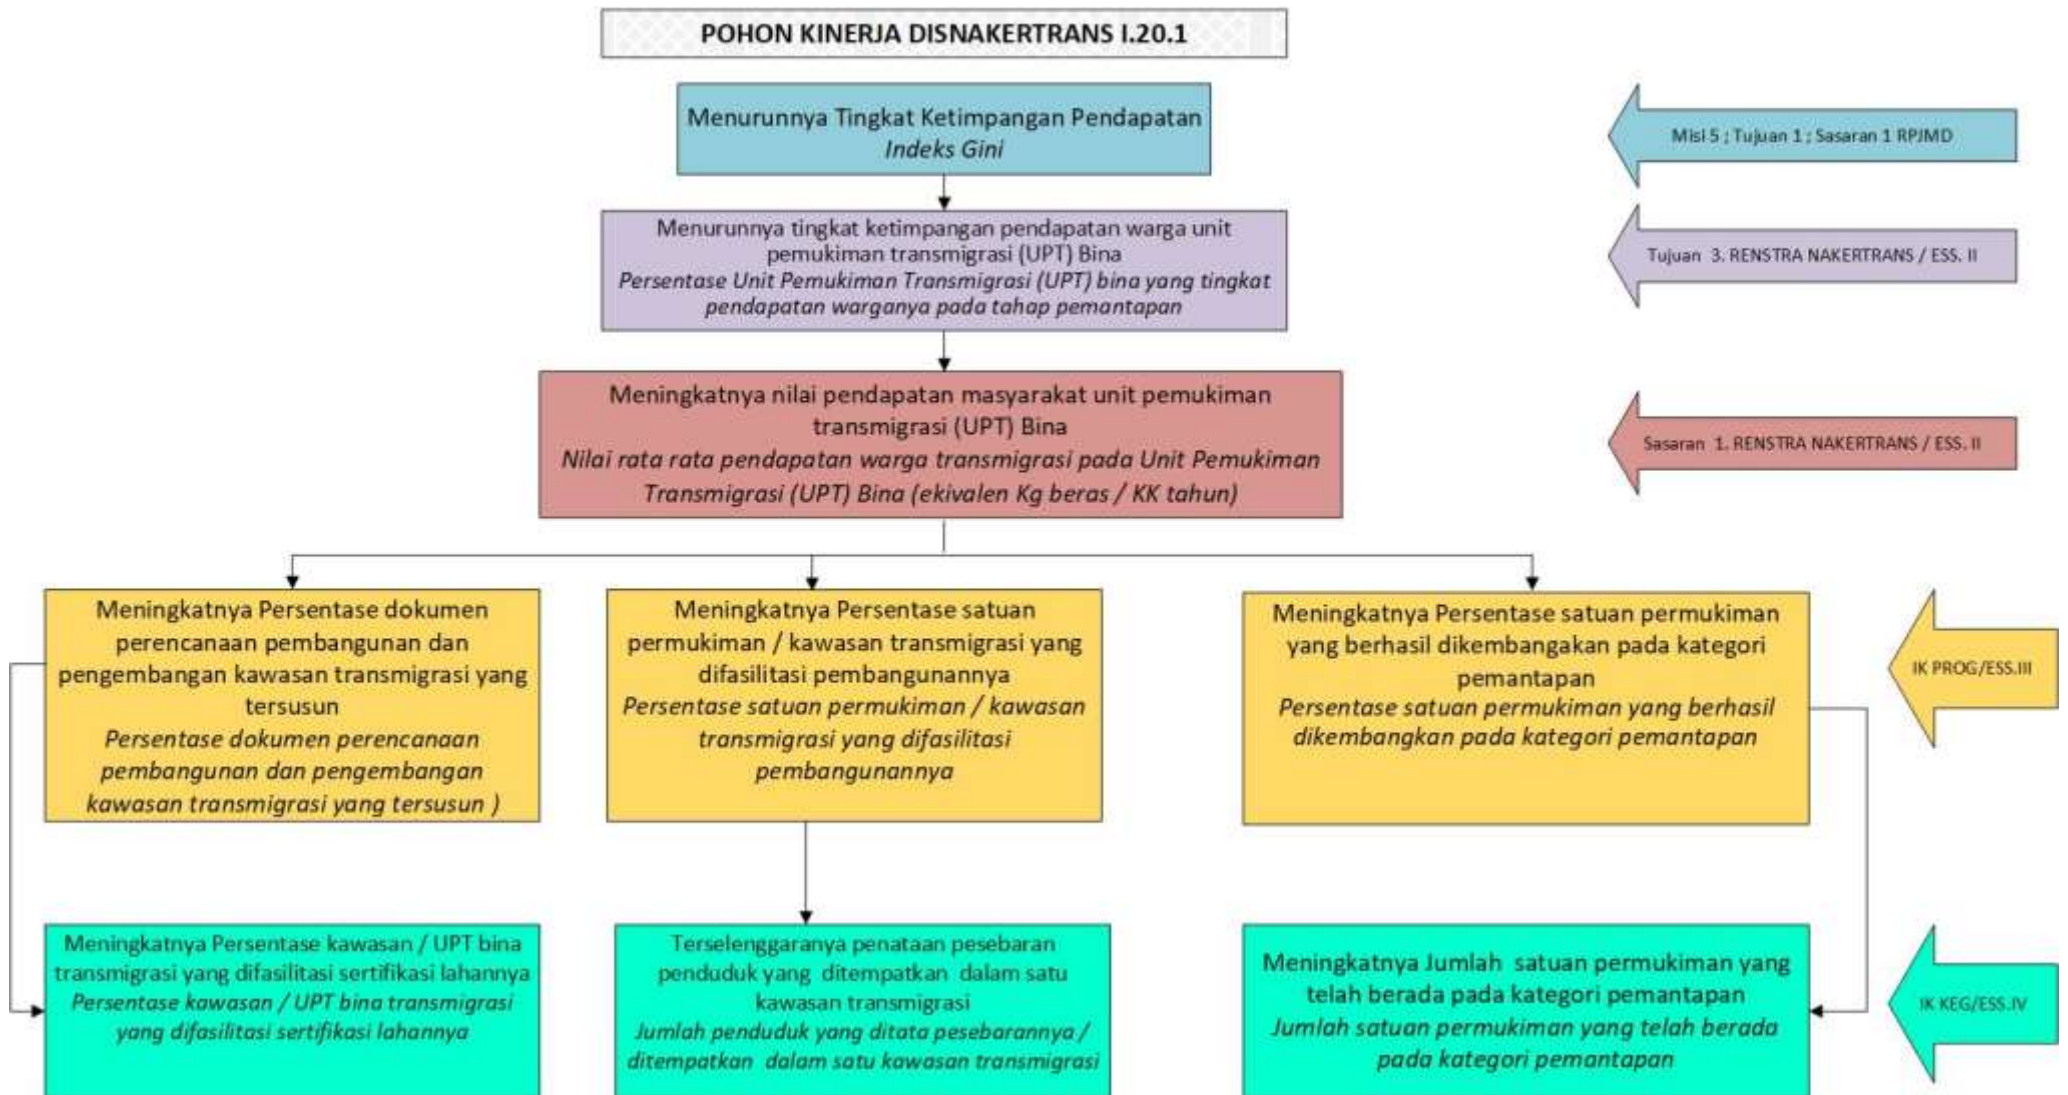 POHON KINERJA DISNAKERTRANS I.20.1
Menurunnya Tingkat Ketimpangan Pendapatan
Indeks Gini
Misi 5 ; Tujuan 1 ; Sasaran 1 RPJMD
Menurunnya tingkat ketimpangan pendapatan warga unit
pemukiman transmigrasi (UPT) Bina
Persentase Unit Pemukiman Transmigrasi (UPT) bina yang tingkat
pendapatan warganya pada tahap pemantapan
Tujuan 3. RENSTRA NAKERTRANS / ESS. II
Meningkatnya nilai pendapatan masyarakat unit pemukiman
transmigrasi (UPT) Bina
Nilai rata rata pendapatan warga transmigrasi pada Unit Pemukiman
Transmigrasi (UPT) Bina (ekivalen Kg beras / KK tahun)
Sasaran 1. RENSTRA NAKERTRANS / ESS. II
Meningkatnya Persentase dokumen
perencanaan pembangunan dan
pengembangan kawasan transmigrasi yang
tersusun
Persentase dokumen perencanaan
pembangunan dan pengembangan
kawasan transmigrasi yang tersusun )
Meningkatnya Persentase satuan
permukiman / kawasan transmigrasi yang
difasilitasi pembangunannya
Persentase satuan permukiman / kawasan
transmigrasi yang difasilitasi
pembangunannya
Meningkatnya Persentase satuan permukiman
yang berhasil dikembangakan pada kategori
pemantapan
Persentase satuan permukiman yang berhasil
dikembangkan pada kategori pemantapan
IK PROG/ESS.III
Meningkatnya Persentase kawasan / UPT bina
transmigrasi yang difasilitasi sertifikasi lahannya
Persentase kawasan / UPT bina transmigrasi
yang difasilitasi sertifikasi lahannya
Terselenggaranya penataan pesebaran
penduduk yang ditempatkan dalam satu
kawasan transmigrasi
Jumlah penduduk yang ditata pesebarannya /
ditempatkan dalam satu kawasan transmigrasi
Meningkatnya Jumlah satuan permukiman yang
telah berada pada kategori pemantapan
Jumlah satuan permukiman yang telah berada
pada kategori pemantapan
IK KEG/ESS.IV